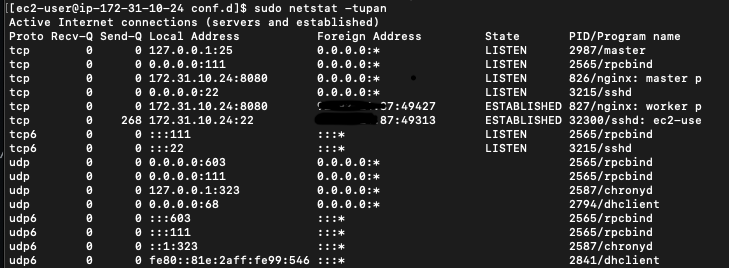 [[ec2-user@ip-172-31-10-24 conf.d]$ sudo netstat -tupan
Active Internet connections (servers and established)
Proto Recv-Q Send-Q Local Address           Foreign Address         State       PID/Program name
tcp        0      0 127.0.0.1:25            0.0.0.0:*               LISTEN      2987/master
tcp        0      0 0.0.0.0:111             0.0.0.0:*               LISTEN      2565/rpcbind
tcp        0      0 172.31.10.24:8080       0.0.0.0:*               LISTEN      826/nginx: master p
tcp        0      0 0.0.0.0:22              0.0.0.0:*               LISTEN      3215/sshd
tcp        0      0 172.31.10.24:8080       87:49427       ESTABLISHED 827/nginx: worker p
tcp        0    268 172.31.10.24:22         .87:49313       ESTABLISHED 32300/sshd: ec2-use
tcp6       0      0 :::111                  :::*                    LISTEN      2565/rpcbind
tcp6       0      0 :::22                   :::*                    LISTEN      3215/sshd
udp        0      0 0.0.0.0:603             0.0.0.0:*                           2565/rpcbind
udp        0      0 0.0.0.0:111             0.0.0.0:*                           2565/rpcbind
udp        0      0 127.0.0.1:323           0.0.0.0:*                           2587/chronyd
udp        0      0 0.0.0.0:68              0.0.0.0:*                           2794/dhclient
udp6       0      0 :::603                  :::*                                2565/rpcbind
udp6       0      0 :::111                  :::*                                2565/rpcbind
udp6       0      0 ::1:323                 :::*                                2587/chronyd
udp6       0      0 fe80::81e:2aff:fe99:546 :::*                                2841/dhclient